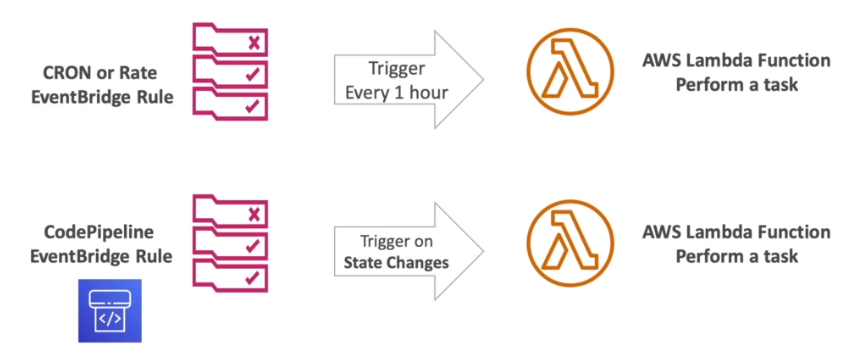 CRON or Rate
EventBridge Rule
Trigger
Every 1 hour
AWS Lambda Function
Perform a task
CodePipeline
EventBridge Rule
</>
Trigger on
State Changes
AWS Lambda Function
Perform a task